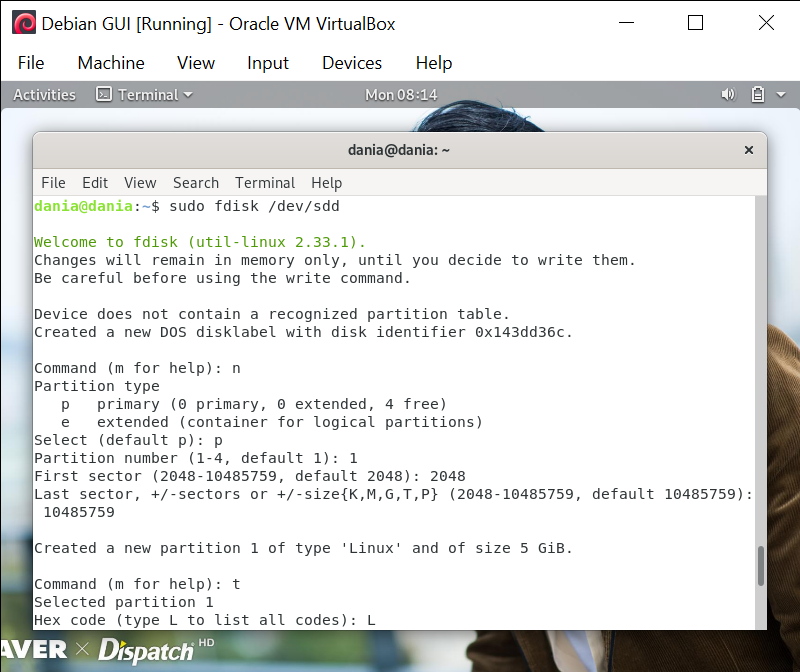 Debian GUI [Running] - Oracle VM VirtualBox
File Machine View Input Devices Help
Activities Terminal Mon 08:14
dania@dania: ~
File Edit View Search Terminal Help
dania@dania:~$ sudo fdisk /dev/sdd
Welcome to fdisk (util-linux 2.33.1).
Changes will remain in memory only, until you decide to write them.
Be careful before using the write command.
Device does not contain a recognized partition table.
Created a new DOS disklabel with disk identifier 0x143dd36c.
Command (m for help): n
Partition type
p primary (0 primary, 0 extended, 4 free)
e extended (container for logical partitions)
Select (default p): p
Partition number (1-4, default 1): 1
First sector (2048-10485759, default 2048): 2048
Last sector, +/-sectors or +/-size{K,M,G,T,P} (2048-10485759, default 10485759):
10485759
Created a new partition 1 of type 'Linux' and of size 5 GiB.
Command (m for help): t
Selected partition 1
Hex code (type L to list all codes): L
AVER × Dispatch HD